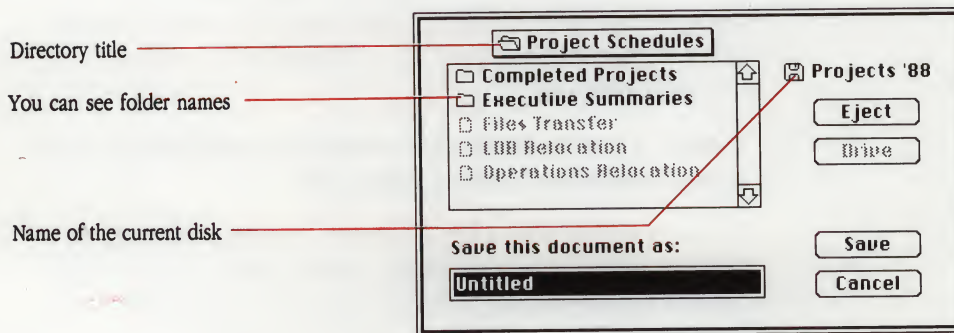 Directory title
You can see folder names
Name of the current disk
Project Schedules
Completed Projects
Executive Summaries
Files Transfer
LDB Relocation
Operations Relocation
Projects '88
Eject
Drive
Save this document as:
Untitled
Save
Cancel